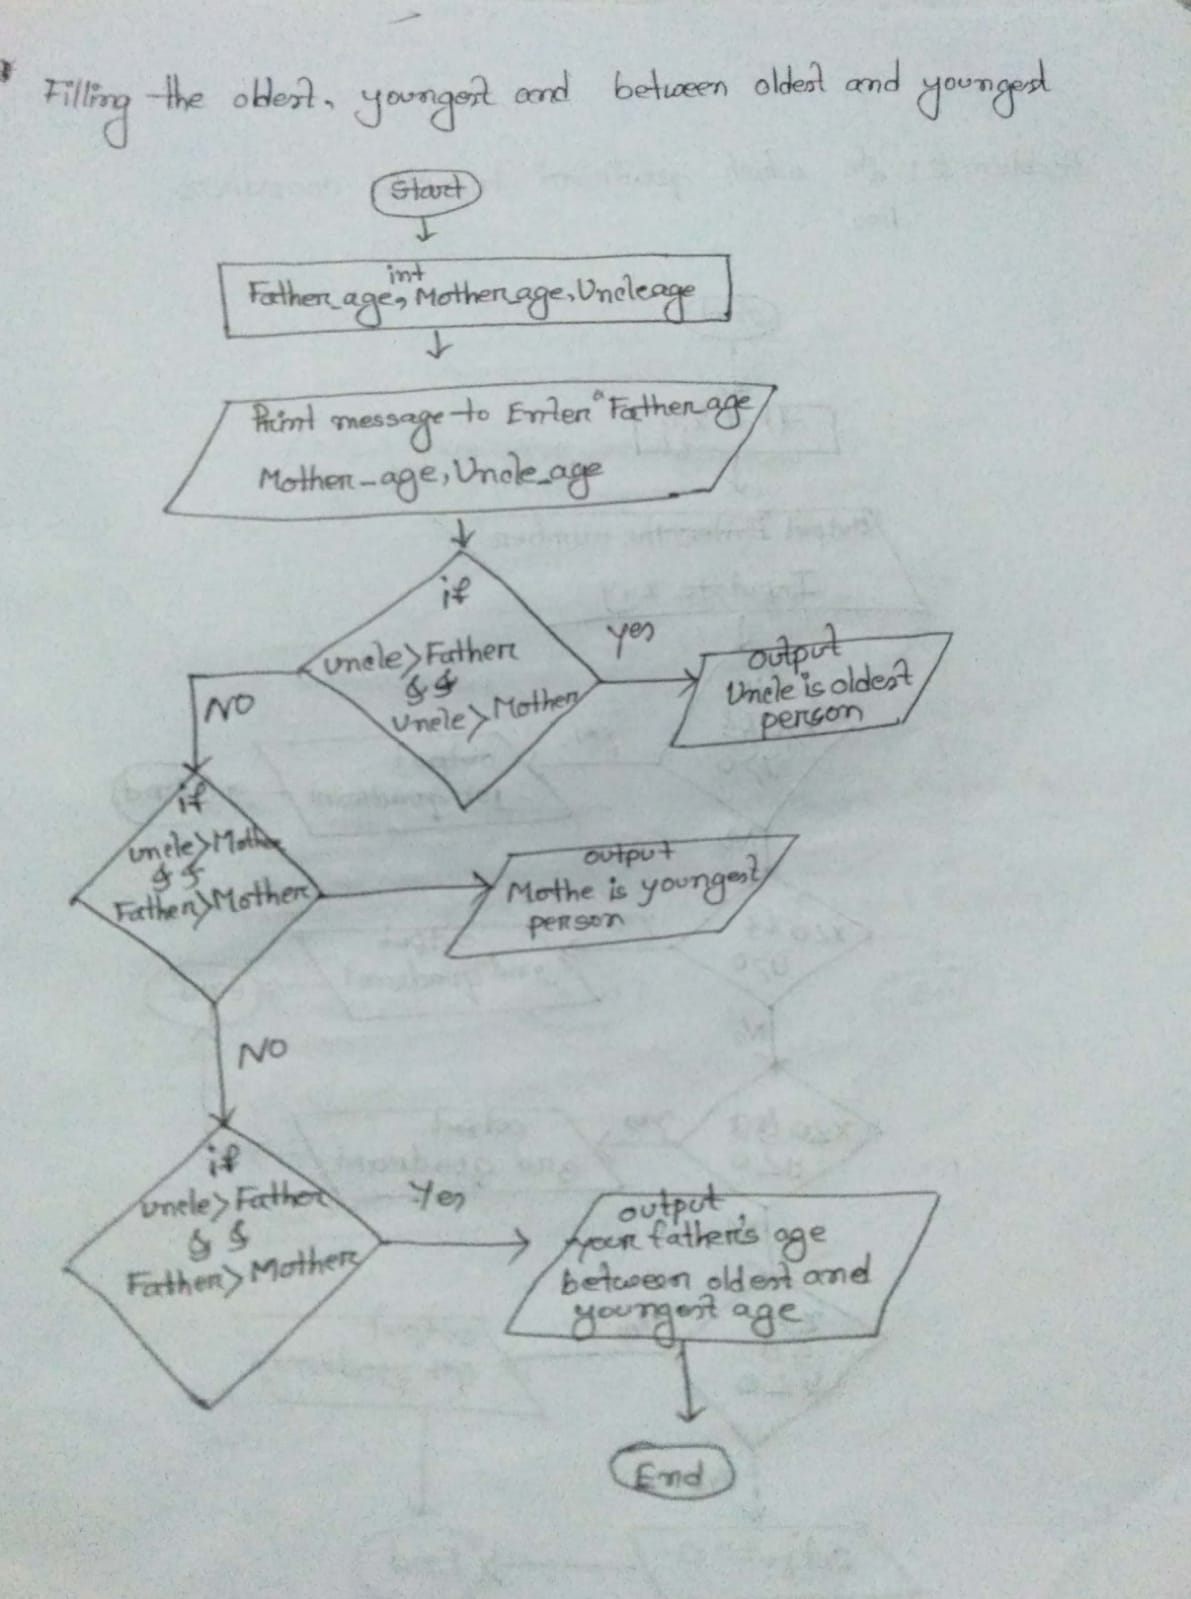 Filling the oldest, youngest and between oldest and youngest
Start
int
Father_age, Mother_age, Uncleage
Print message to Enter "Father age
Mother_age, Uncle_age
if
uncle>Father
&&
uncle>Mother
yes
output
Uncle is oldest
person
NO
if
uncle>Mother
&&
Father>Mother
output
Mothe is youngest
person
NO
if
uncle>Father
&&
Father>Mother
Yes
output
your father's age
between oldest and
youngest age
End